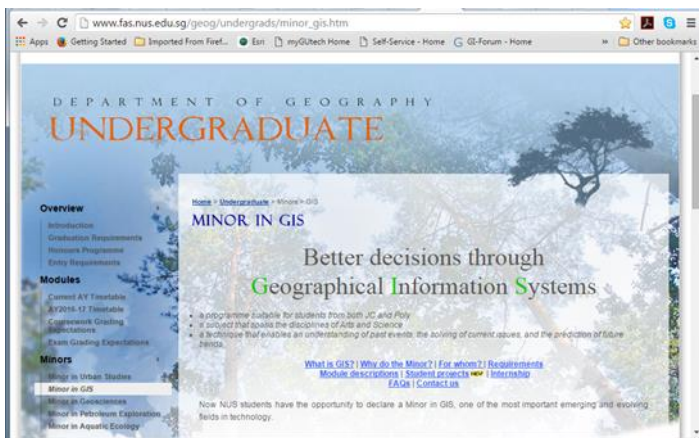 www.fas.nus.edu.sg/geog/undergrads/minor_gis.htm
Apps Getting Started Imported From Firef... Esri myGUtech Home Self-Service - Home GI-Forum - Home » Other bookmarks
DEPARTMENT OF GEOGRAPHY
UNDERGRADUATE
Overview
Introduction
Graduation Requirements
Honours Programme
Entry Requirements
Modules
Current AY Timetable
AY2016-17 Timetable
Coursework Grading
Expectations
Exam Grading Expectations
Minors
Minor in Urban Studies
Minor in GIS
Minor in Geosciences
Minor in Petroleum Exploration
Minor in Aquatic Ecology
Home > Undergraduate > Minors > GIS
MINOR IN GIS
Better decisions through
Geographical Information Systems
a programme suitable for students from both JC and Poly
a subject that spans the disciplines of Arts and Science
a technique that enables an understanding of past events, the solving of current issues, and the prediction of future
trends.
What is GIS? | Why do the Minor? | For whom? | Requirements
Module descriptions | Student projects NEW | Internship
FAQs | Contact us
Now NUS students have the opportunity to declare a Minor in GIS, one of the most important emerging and evolving
fields in technology.